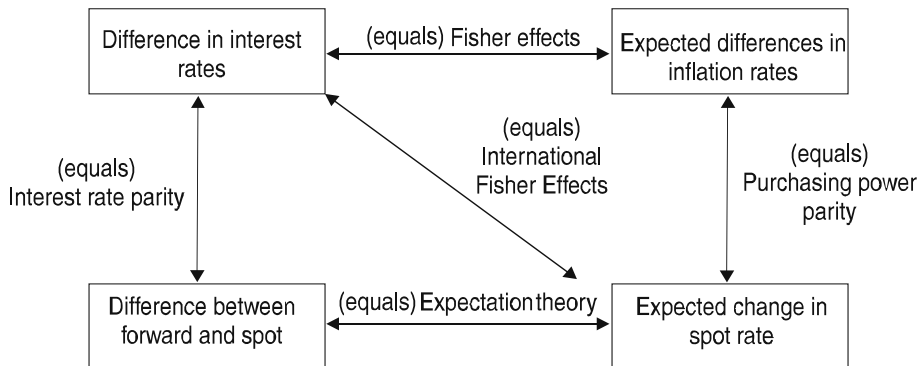 Difference in interest
rates
(equals) Fisher effects
Expected differences in
inflation rates
(equals)
Interest rate parity
(equals)
International
Fisher Effects
(equals)
Purchasing power
parity
Difference between
forward and spot
(equals) Expectation theory
Expected change in
spot rate